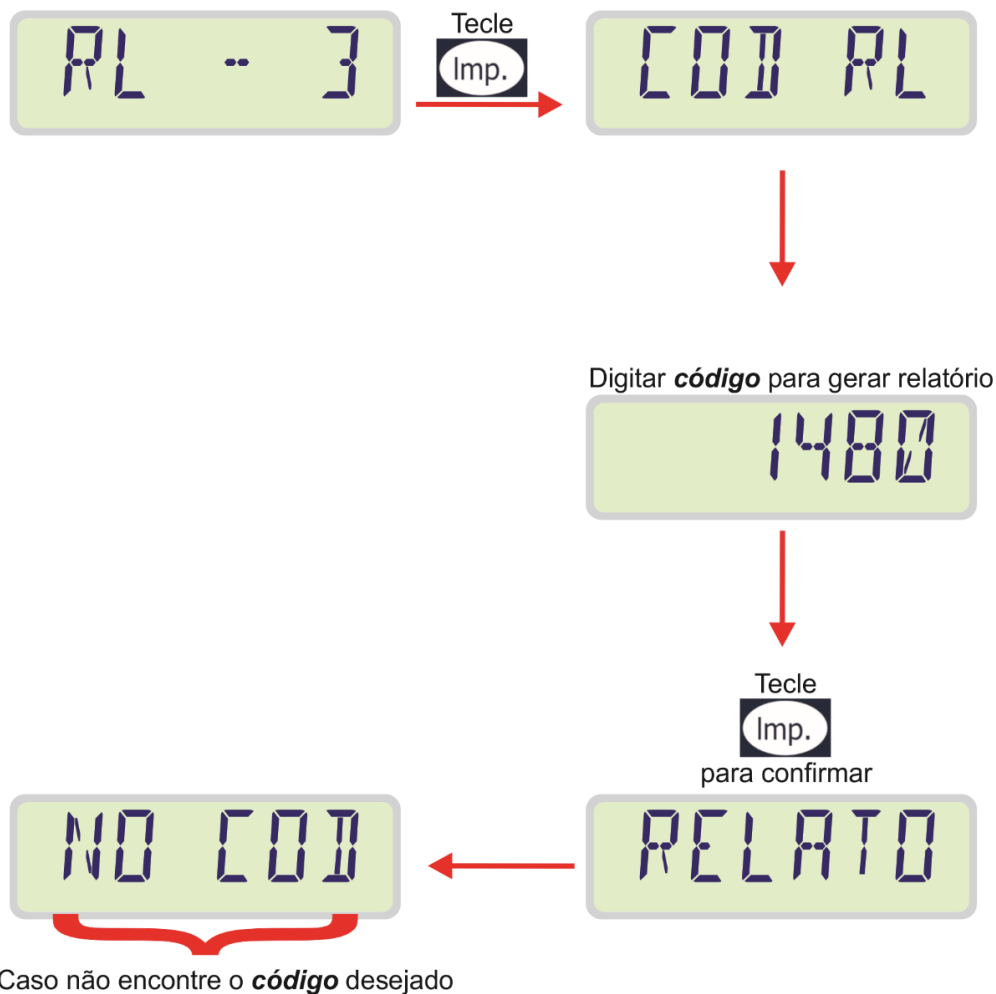 RL - 3
Tecle
Imp.
COD RL
Digitar código para gerar relatório
1480
Tecle
Imp.
para confirmar
RELATO
NO COD
Caso não encontre o código desejado